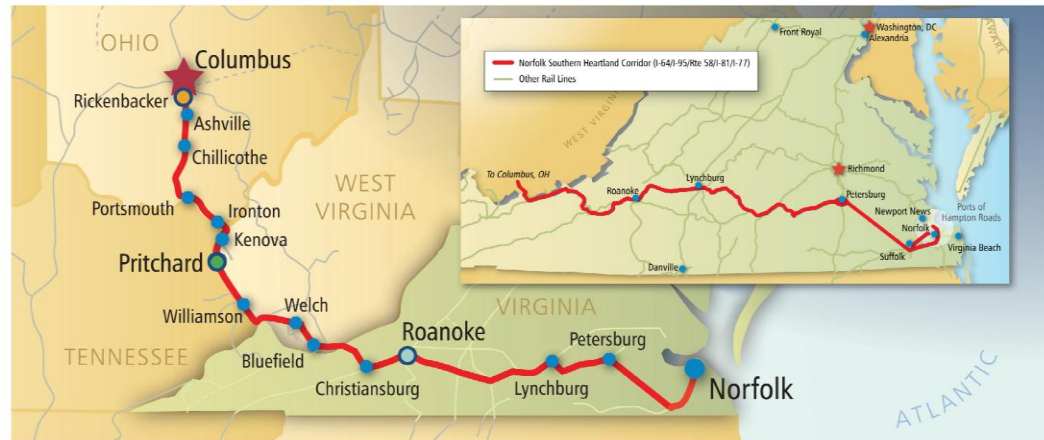 OHIO
Columbus
Rickenbacker
Ashville
Chillicothe
WEST
VIRGINIA
Portsmouth
Ironton
Kenova
Pritchard
Williamson
Welch
VIRGINIA
TENNESSEE
Bluefield
Roanoke
Christiansburg
Lynchburg
Petersburg
Norfolk
ATLANTIC
Norfolk Southern Heartland Corridor (I-64/I-95/Rte 58/I-81/I-77)
Other Rail Lines
Front Royal
Washington, DC
Alexandria
DELAWARE
WEST VIRGINIA
To Columbus, OH
Roanoke
Lynchburg
Richmond
Petersburg
Newport News
Ports of
Hampton Roads
Norfolk
Virginia Beach
Suffolk
Danville